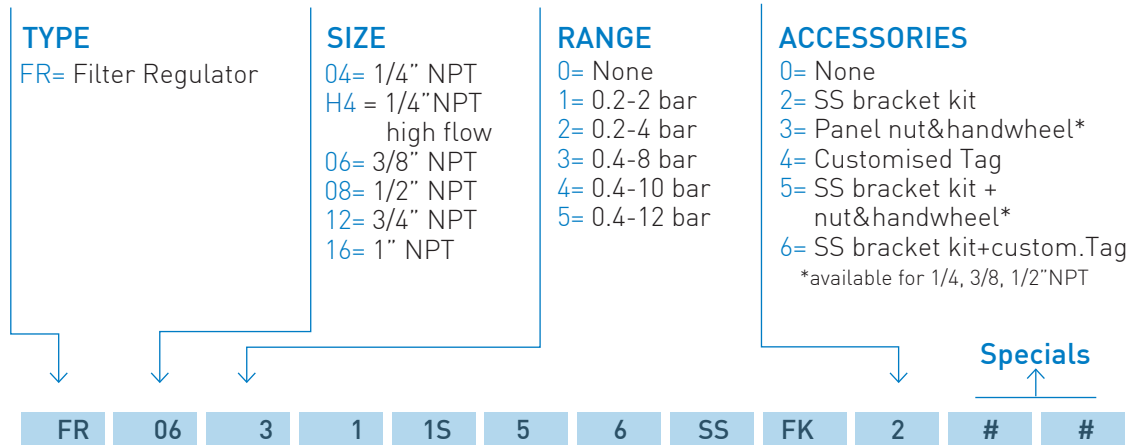 TYPE
FR= Filter Regulator
SIZE
04= 1/4” NPT
H4 = 1/4”NPT
high flow
06= 3/8” NPT
08= 1/2” NPT
12= 3/4” NPT
16= 1” NPT
RANGE
0= None
1= 0.2-2 bar
2= 0.2-4 bar
3= 0.4-8 bar
4= 0.4-10 bar
5= 0.4-12 bar
ACCESSORIES
0= None
2= SS bracket kit
3= Panel nut&handwheel*
4= Customised Tag
5= SS bracket kit +
nut&handwheel*
6= SS bracket kit+custom.Tag
*available for 1/4, 3/8, 1/2”NPT
Specials
FR 06 3 1 1S 5 6 SS FK 2 # #